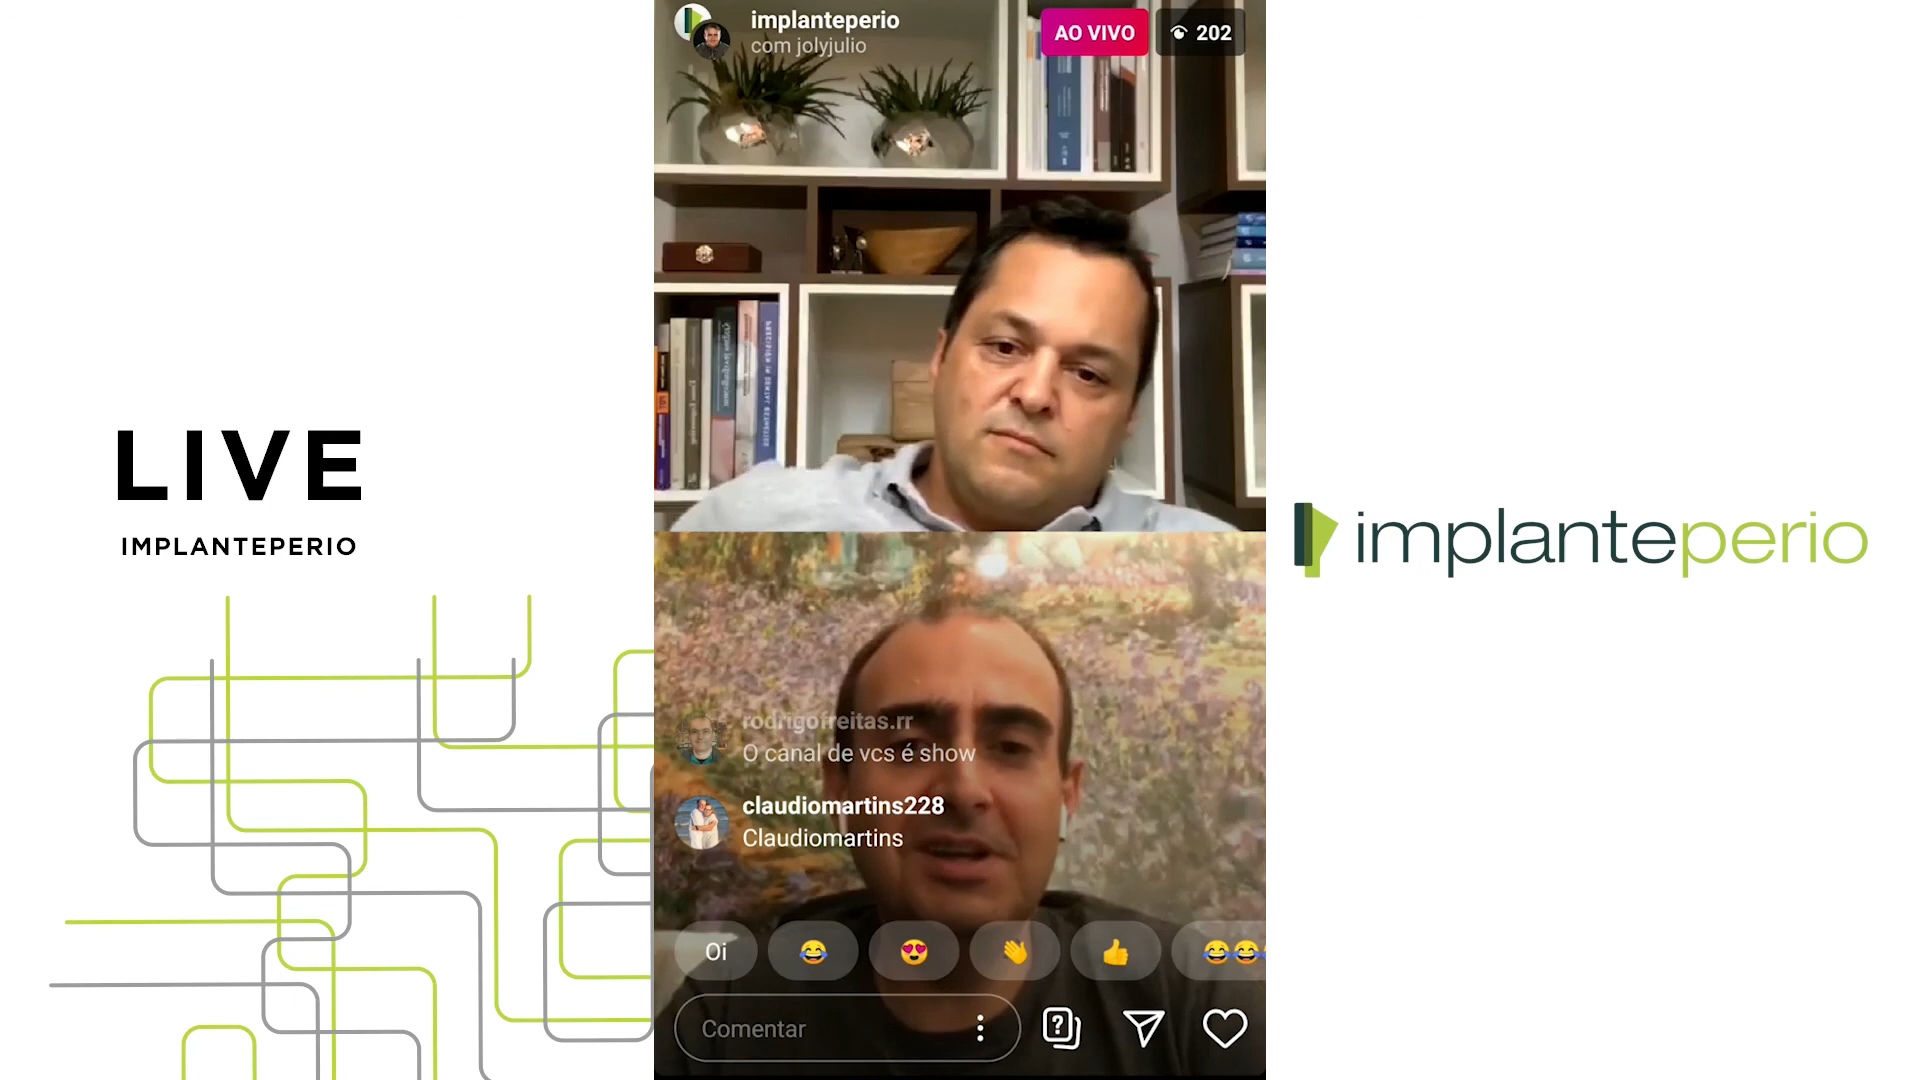 implanteperio
com jolyjulio
AO VIVO
202
LIVE
IMPLANTEPERIO
implanteperio
rodrigofreitas.rr
O canal de vcs é show
claudiomartins228
Claudiomartins
Oi
Comentar